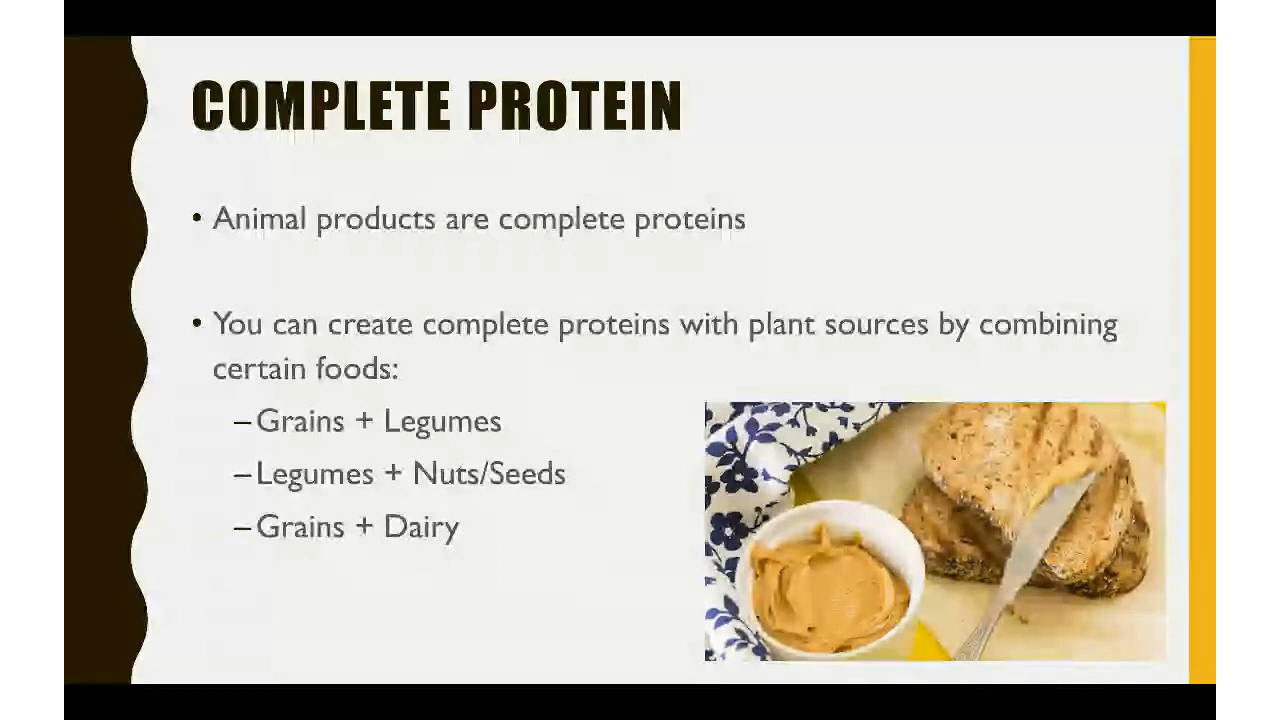 COMPLETE PROTEIN
• Animal products are complete proteins
• You can create complete proteins with plant sources by combining
certain foods:
– Grains + Legumes
– Legumes + Nuts/Seeds
– Grains + Dairy